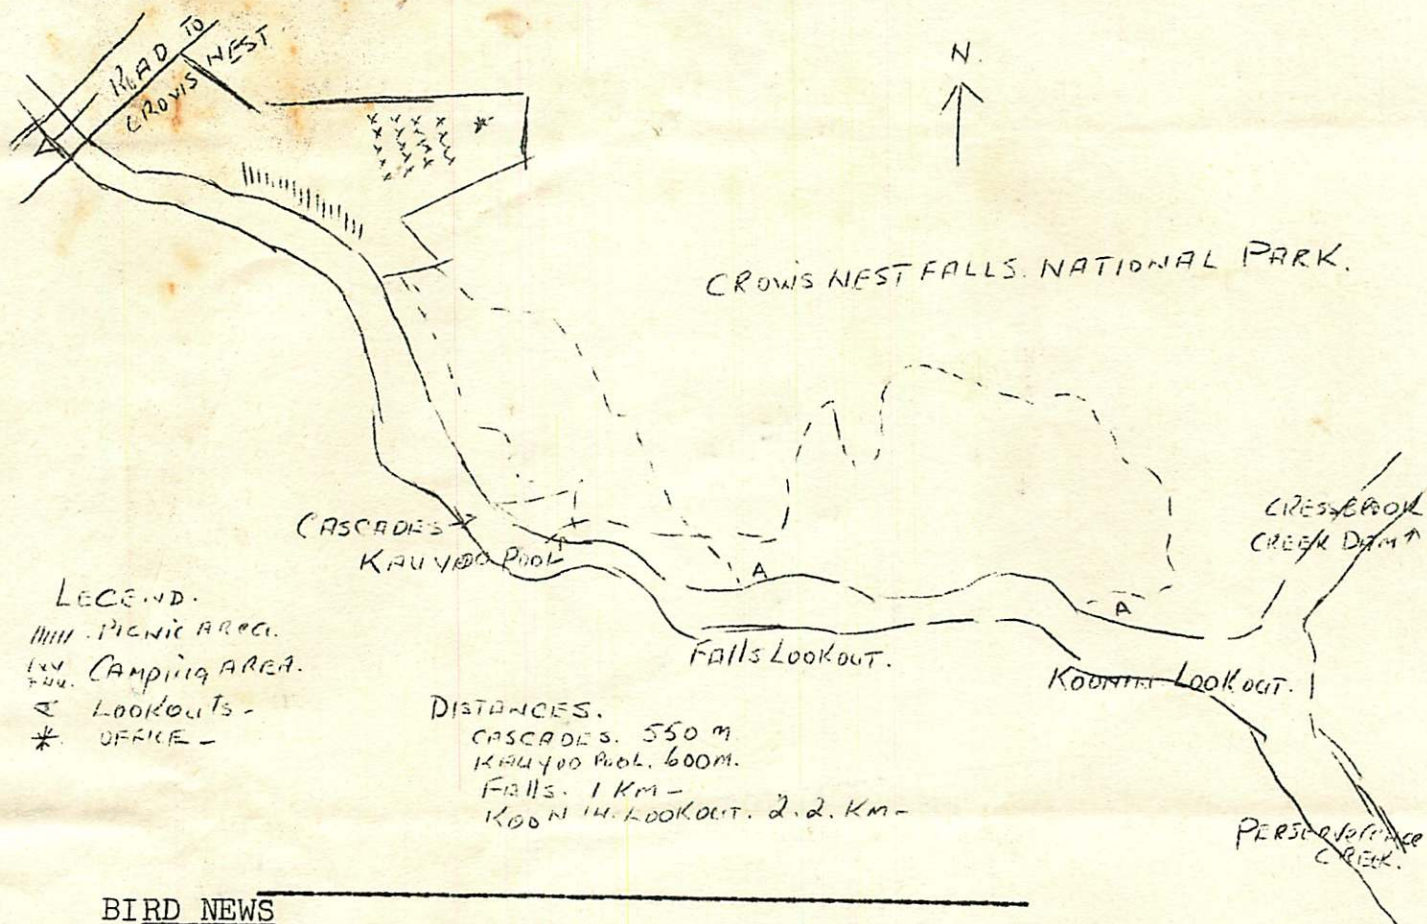 ROAD TO
CROWS NEST
N.
CROW'S NEST FALLS. NATIONAL PARK.
CASCADES
KAUYOO POOL
A
A
CRESSBROOK
CREEK DAM ↑
FALLS LOOKOUT.
KOONIN LOOKOUT.
LEGEND.
PICNIC AREA.
CAMPING AREA.
A LOOKOUTS -
* OFFICE -
DISTANCES.
CASCADES. 550 M
KAUYOO POOL. 600M.
FALLS. 1 KM -
KOONIN LOOKOUT. 2.2. KM -
CREEK.
BIRD NEWS